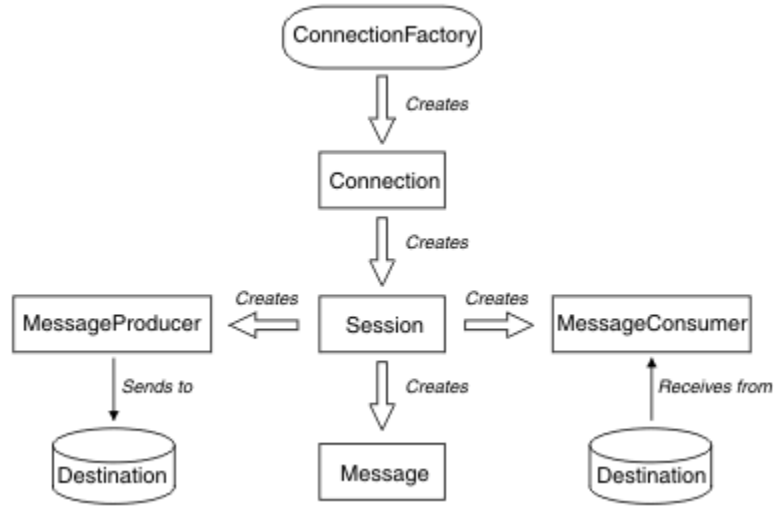 ConnectionFactory
Creates
Connection
Creates
Creates
Creates
MessageProducer
Session
MessageConsumer
Sends to
Creates
Receives from
Destination
Message
Destination